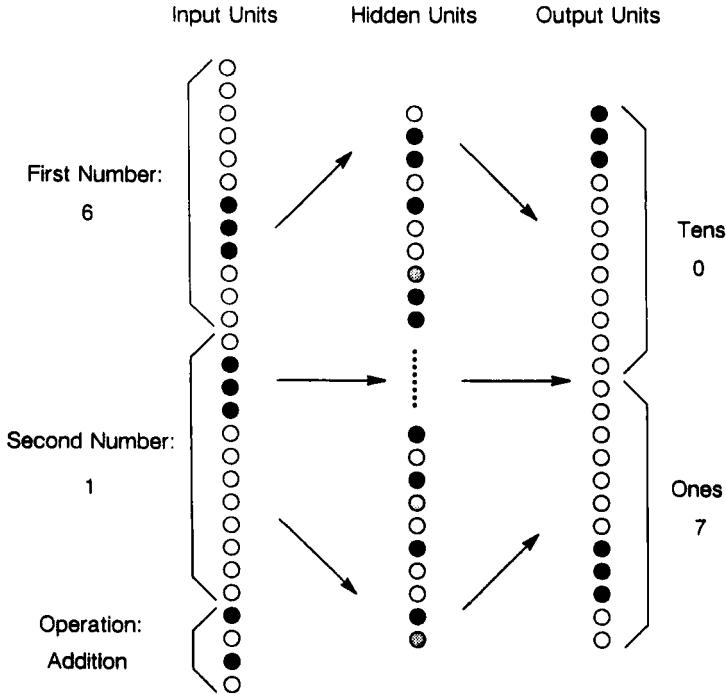 Input Units
Hidden Units
Output Units
First Number:
6
Second Number:
1
Operation:
Addition
Tens
0
Ones
7